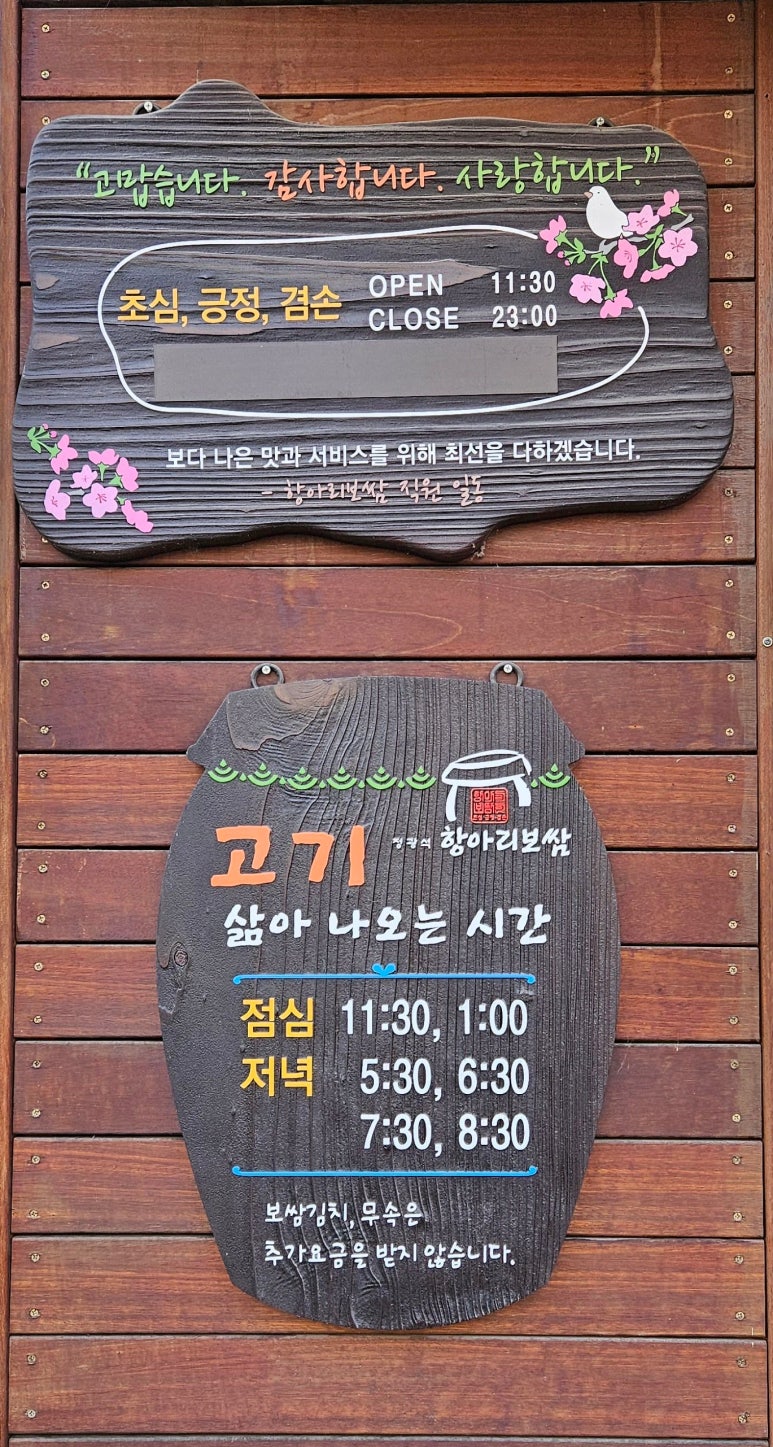 "고맙습니다. 감사합니다. 사랑합니다."
초심, 긍정, 겸손
OPEN 11:30
CLOSE 23:00
보다 나은 맛과 서비스를 위해 최선을 다하겠습니다.
- 항아리보쌈 직원 일동
항아리보쌈
고기
삶아 나오는 시간
점심 11:30, 1:00
저녁 5:30, 6:30
7:30, 8:30
보쌈김치, 무속은
추가요금을 받지 않습니다.